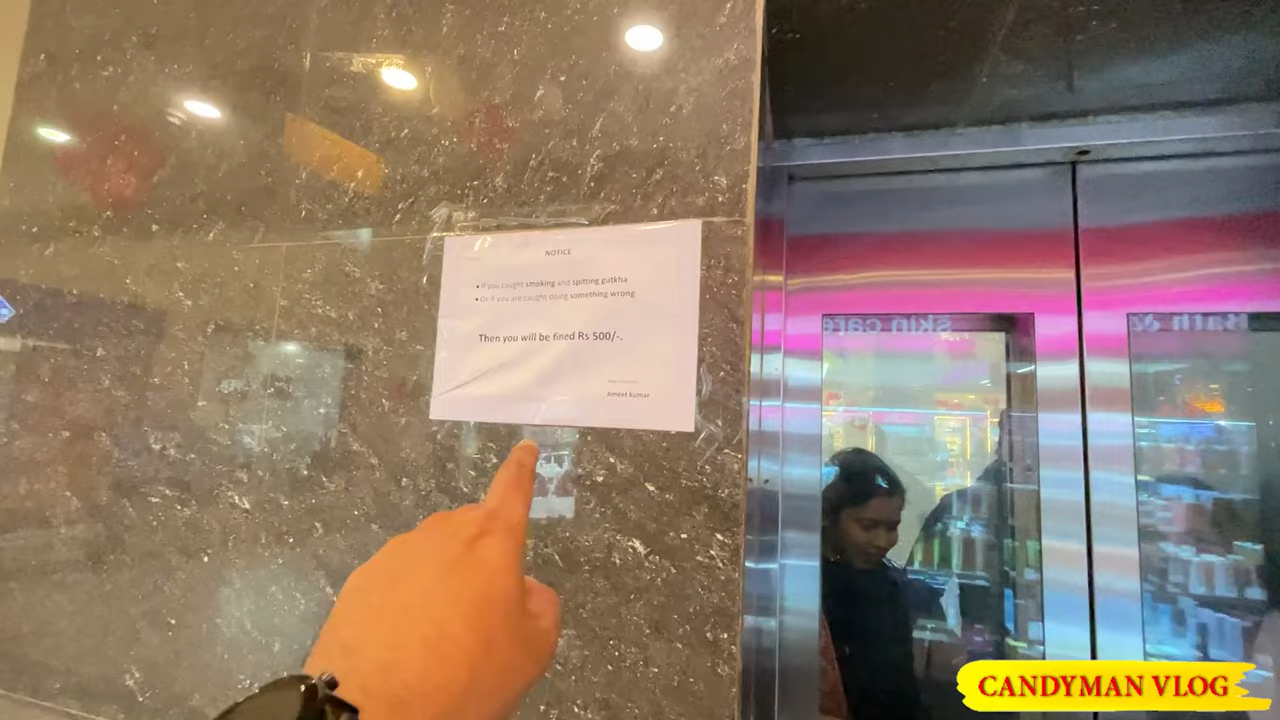 NOTICE
• If you caught smoking and spitting gutkha
• Or if you are caught doing something wrong
Then you will be fined Rs 500/-.
Ameet kumar
skin care
Bath &
CANDYMAN VLOG